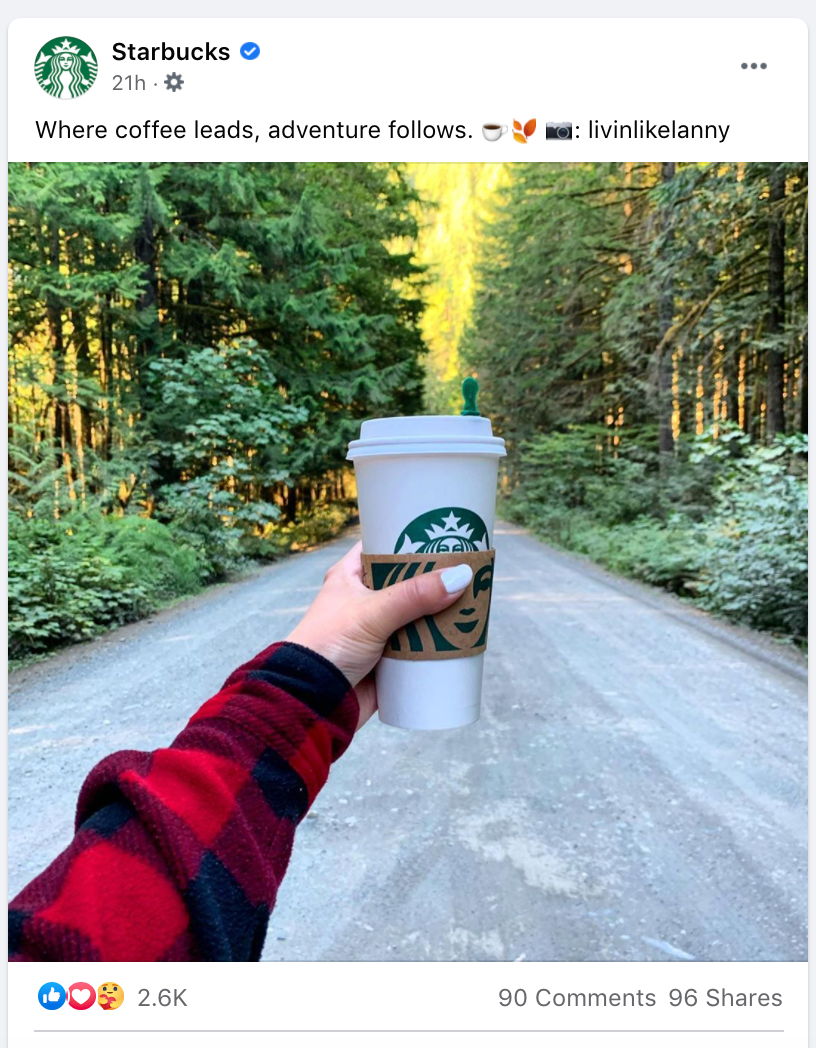 Starbucks
21h ·
Where coffee leads, adventure follows. ☕🍂 📷: livinlikelanny
2.6K
90 Comments 96 Shares